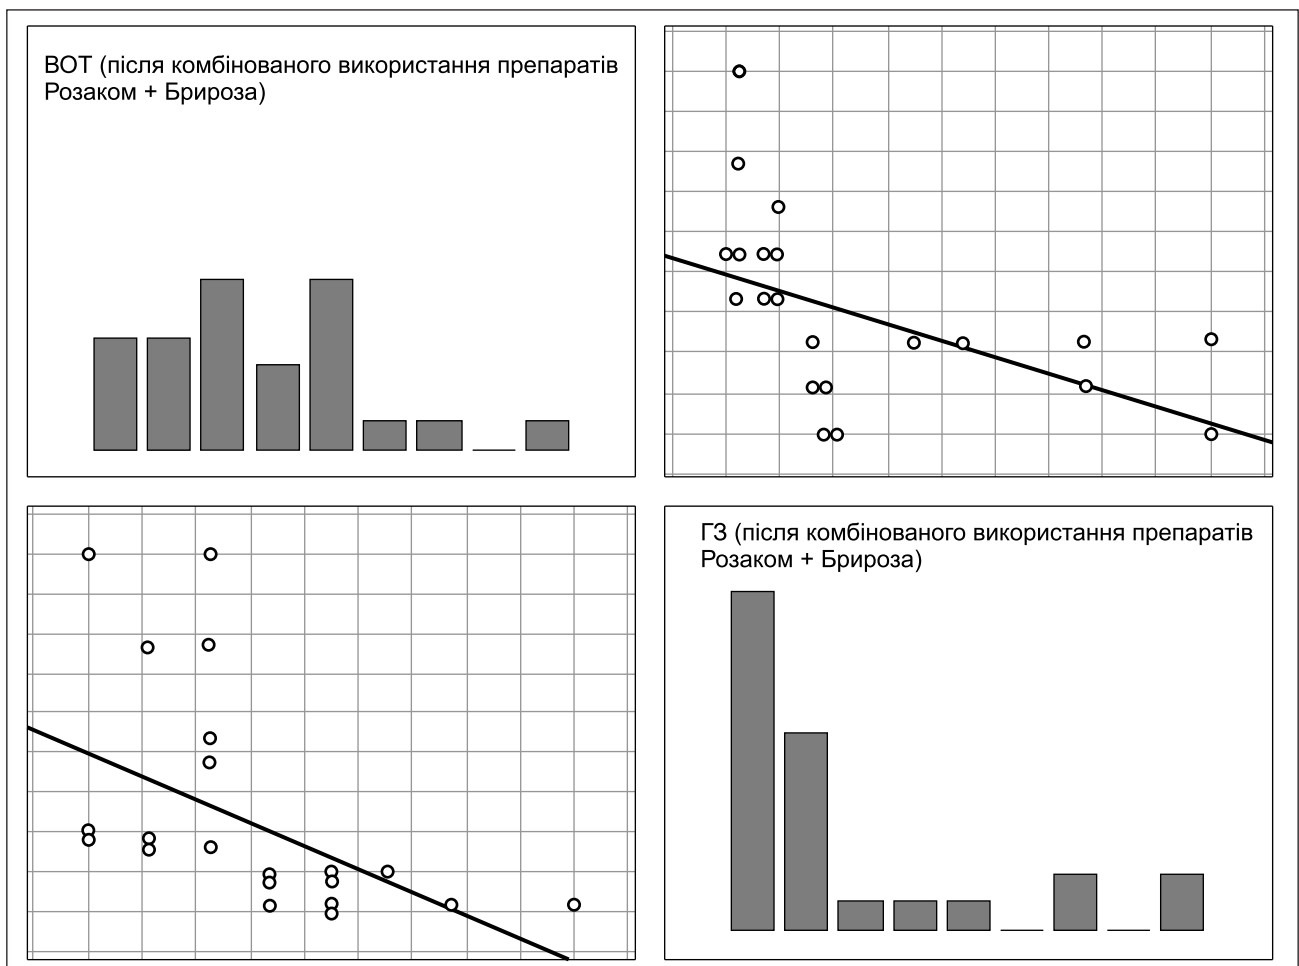 ВОТ (після комбінованого використання препаратів
Розаком + Брироза)
ГЗ (після комбінованого використання препаратів
Розаком + Брироза)